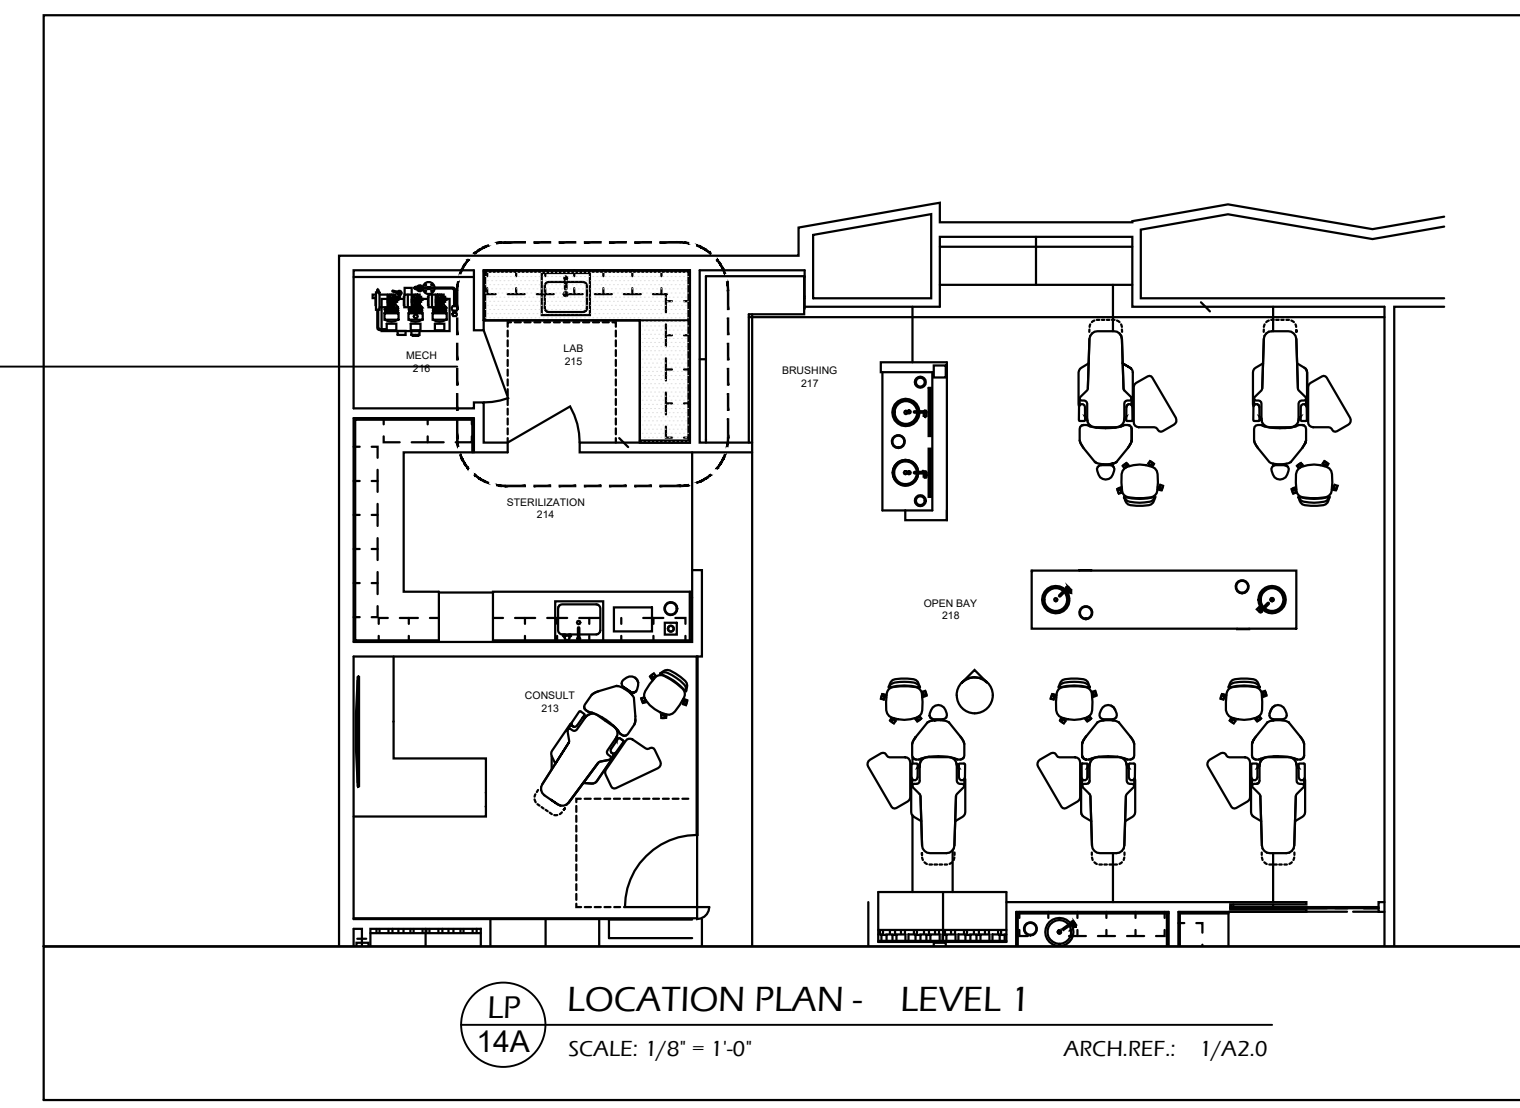 LAB
215
MECH
216
BRUSHING
217
STERILIZATION
214
OPEN BAY
218
CONSULT
213
LP
14A
LOCATION PLAN - LEVEL 1
SCALE: 1/8" = 1'-0"
ARCH.REF.: 1/A2.0